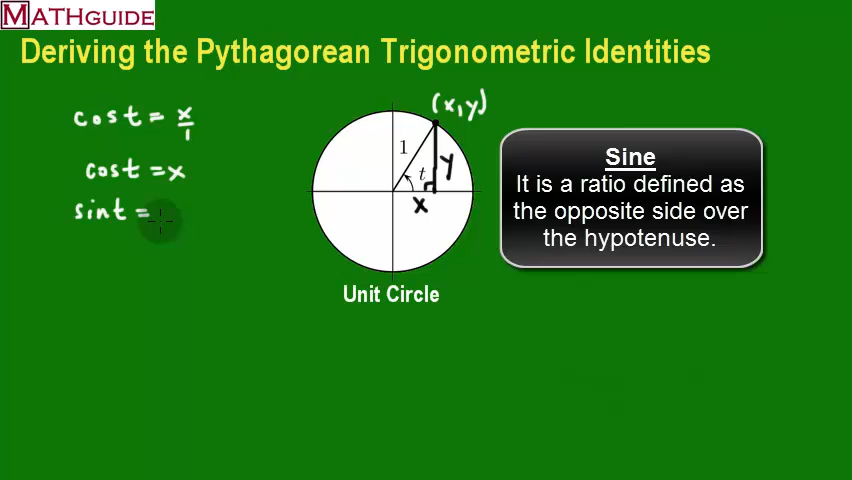 MATHGUIDE
Deriving the Pythagorean Trigonometric Identities
cost = x/1
cost = x
sint =
(x,y)
1
t
y
x
Unit Circle
Sine
It is a ratio defined as
the opposite side over
the hypotenuse.